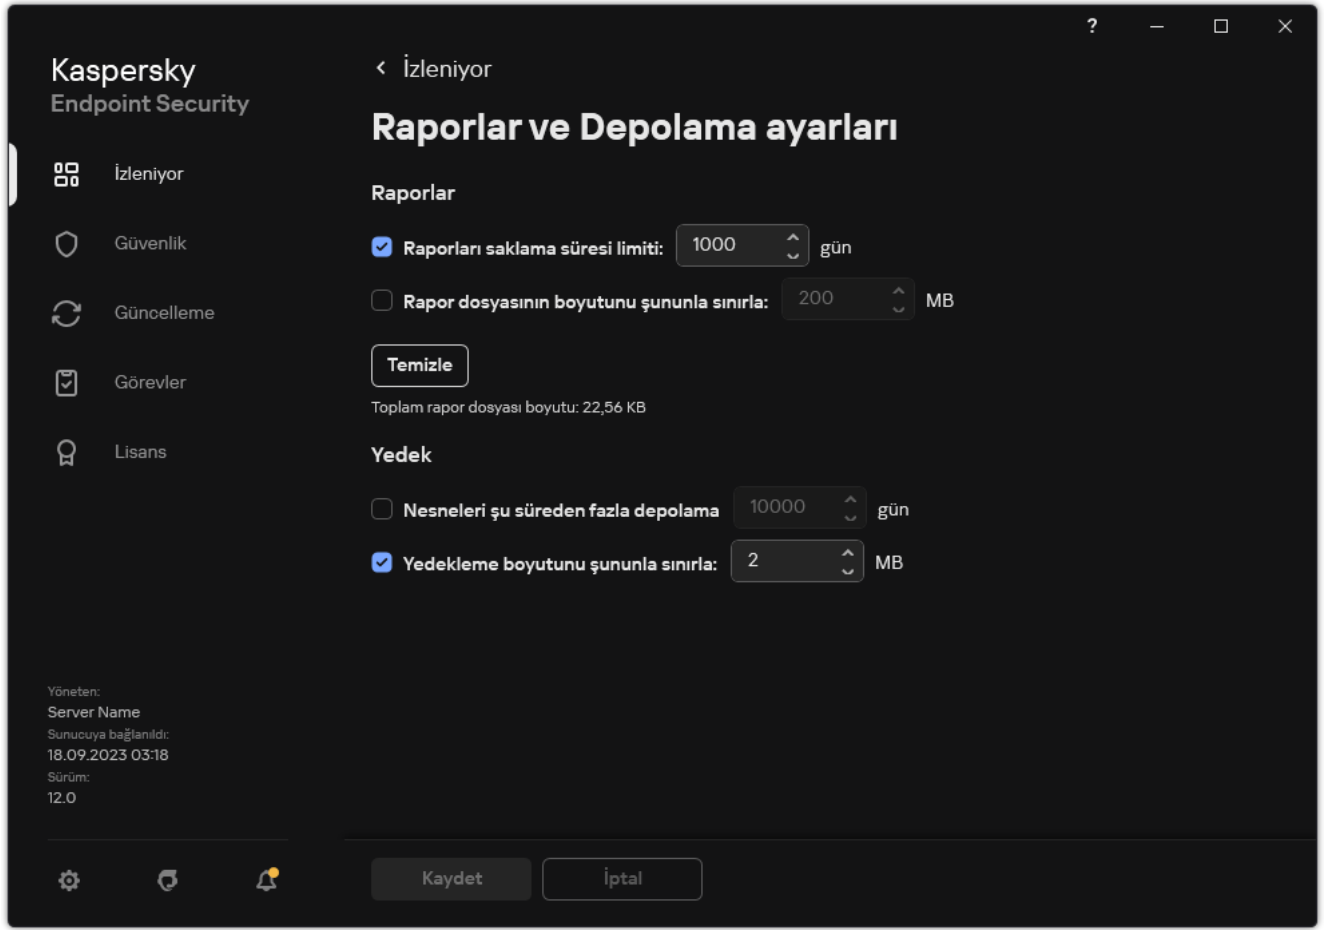 ?
Kaspersky
Endpoint Security
İzleniyor
Güvenlik
Güncelleme
Görevler
Lisans
Yöneten:
Server Name
Sunucuya bağlanıldı:
18.09.2023 03:18
Sürüm:
12.0
İzleniyor
Raporlar ve Depolama ayarları
Raporlar
Raporları saklama süresi limiti: 1000 gün
Rapor dosyasının boyutunu şununla sınırla: 200 MB
Temizle
Toplam rapor dosyası boyutu: 22,56 KB
Yedek
Nesneleri şu süreden fazla depolama 10000 gün
Yedekleme boyutunu şununla sınırla: 2 MB
Kaydet İptal